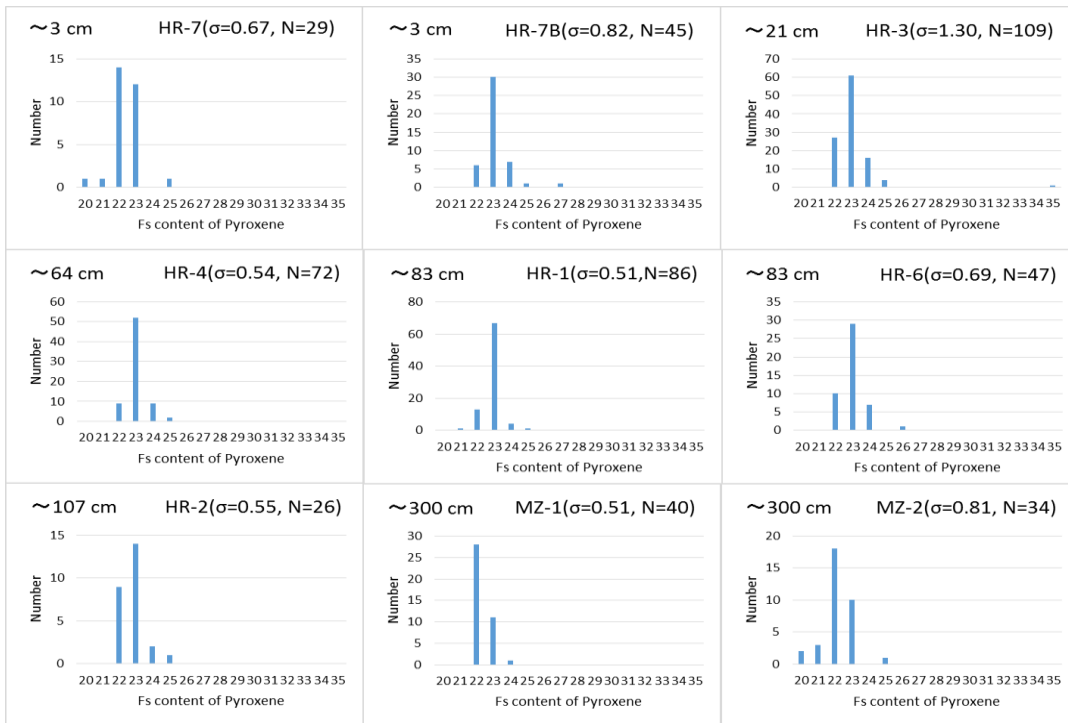 ～3 cm HR-7(σ=0.67, N=29)
15
10
5
0
Number
20 21 22 23 24 25 26 27 28 29 30 31 32 33 34 35
Fs content of Pyroxene
～3 cm HR-7B(σ=0.82, N=45)
35
30
25
20
15
10
5
0
Number
20 21 22 23 24 25 26 27 28 29 30 31 32 33 34 35
Fs content of Pyroxene
～21 cm HR-3(σ=1.30, N=109)
70
60
50
40
30
20
10
0
Number
20 21 22 23 24 25 26 27 28 29 30 31 32 33 34 35
Fs content of Pyroxene
～64 cm HR-4(σ=0.54, N=72)
60
50
40
30
20
10
0
Number
20 21 22 23 24 25 26 27 28 29 30 31 32 33 34 35
Fs content of Pyroxene
～83 cm HR-1(σ=0.51,N=86)
80
60
40
20
0
Number
20 21 22 23 24 25 26 27 28 29 30 31 32 33 34 35
Fs content of Pyroxene
～83 cm HR-6(σ=0.69, N=47)
35
30
25
20
15
10
5
0
Number
20 21 22 23 24 25 26 27 28 29 30 31 32 33 34 35
Fs content of Pyroxene
～107 cm HR-2(σ=0.55, N=26)
15
10
5
0
Number
20 21 22 23 24 25 26 27 28 29 30 31 32 33 34 35
Fs content of Pyroxene
～300 cm MZ-1(σ=0.51, N=40)
30
25
20
15
10
5
0
Number
20 21 22 23 24 25 26 27 28 29 30 31 32 33 34 35
Fs content of Pyroxene
～300 cm MZ-2(σ=0.81, N=34)
20
15
10
5
0
Number
20 21 22 23 24 25 26 27 28 29 30 31 32 33 34 35
Fs content of Pyroxene